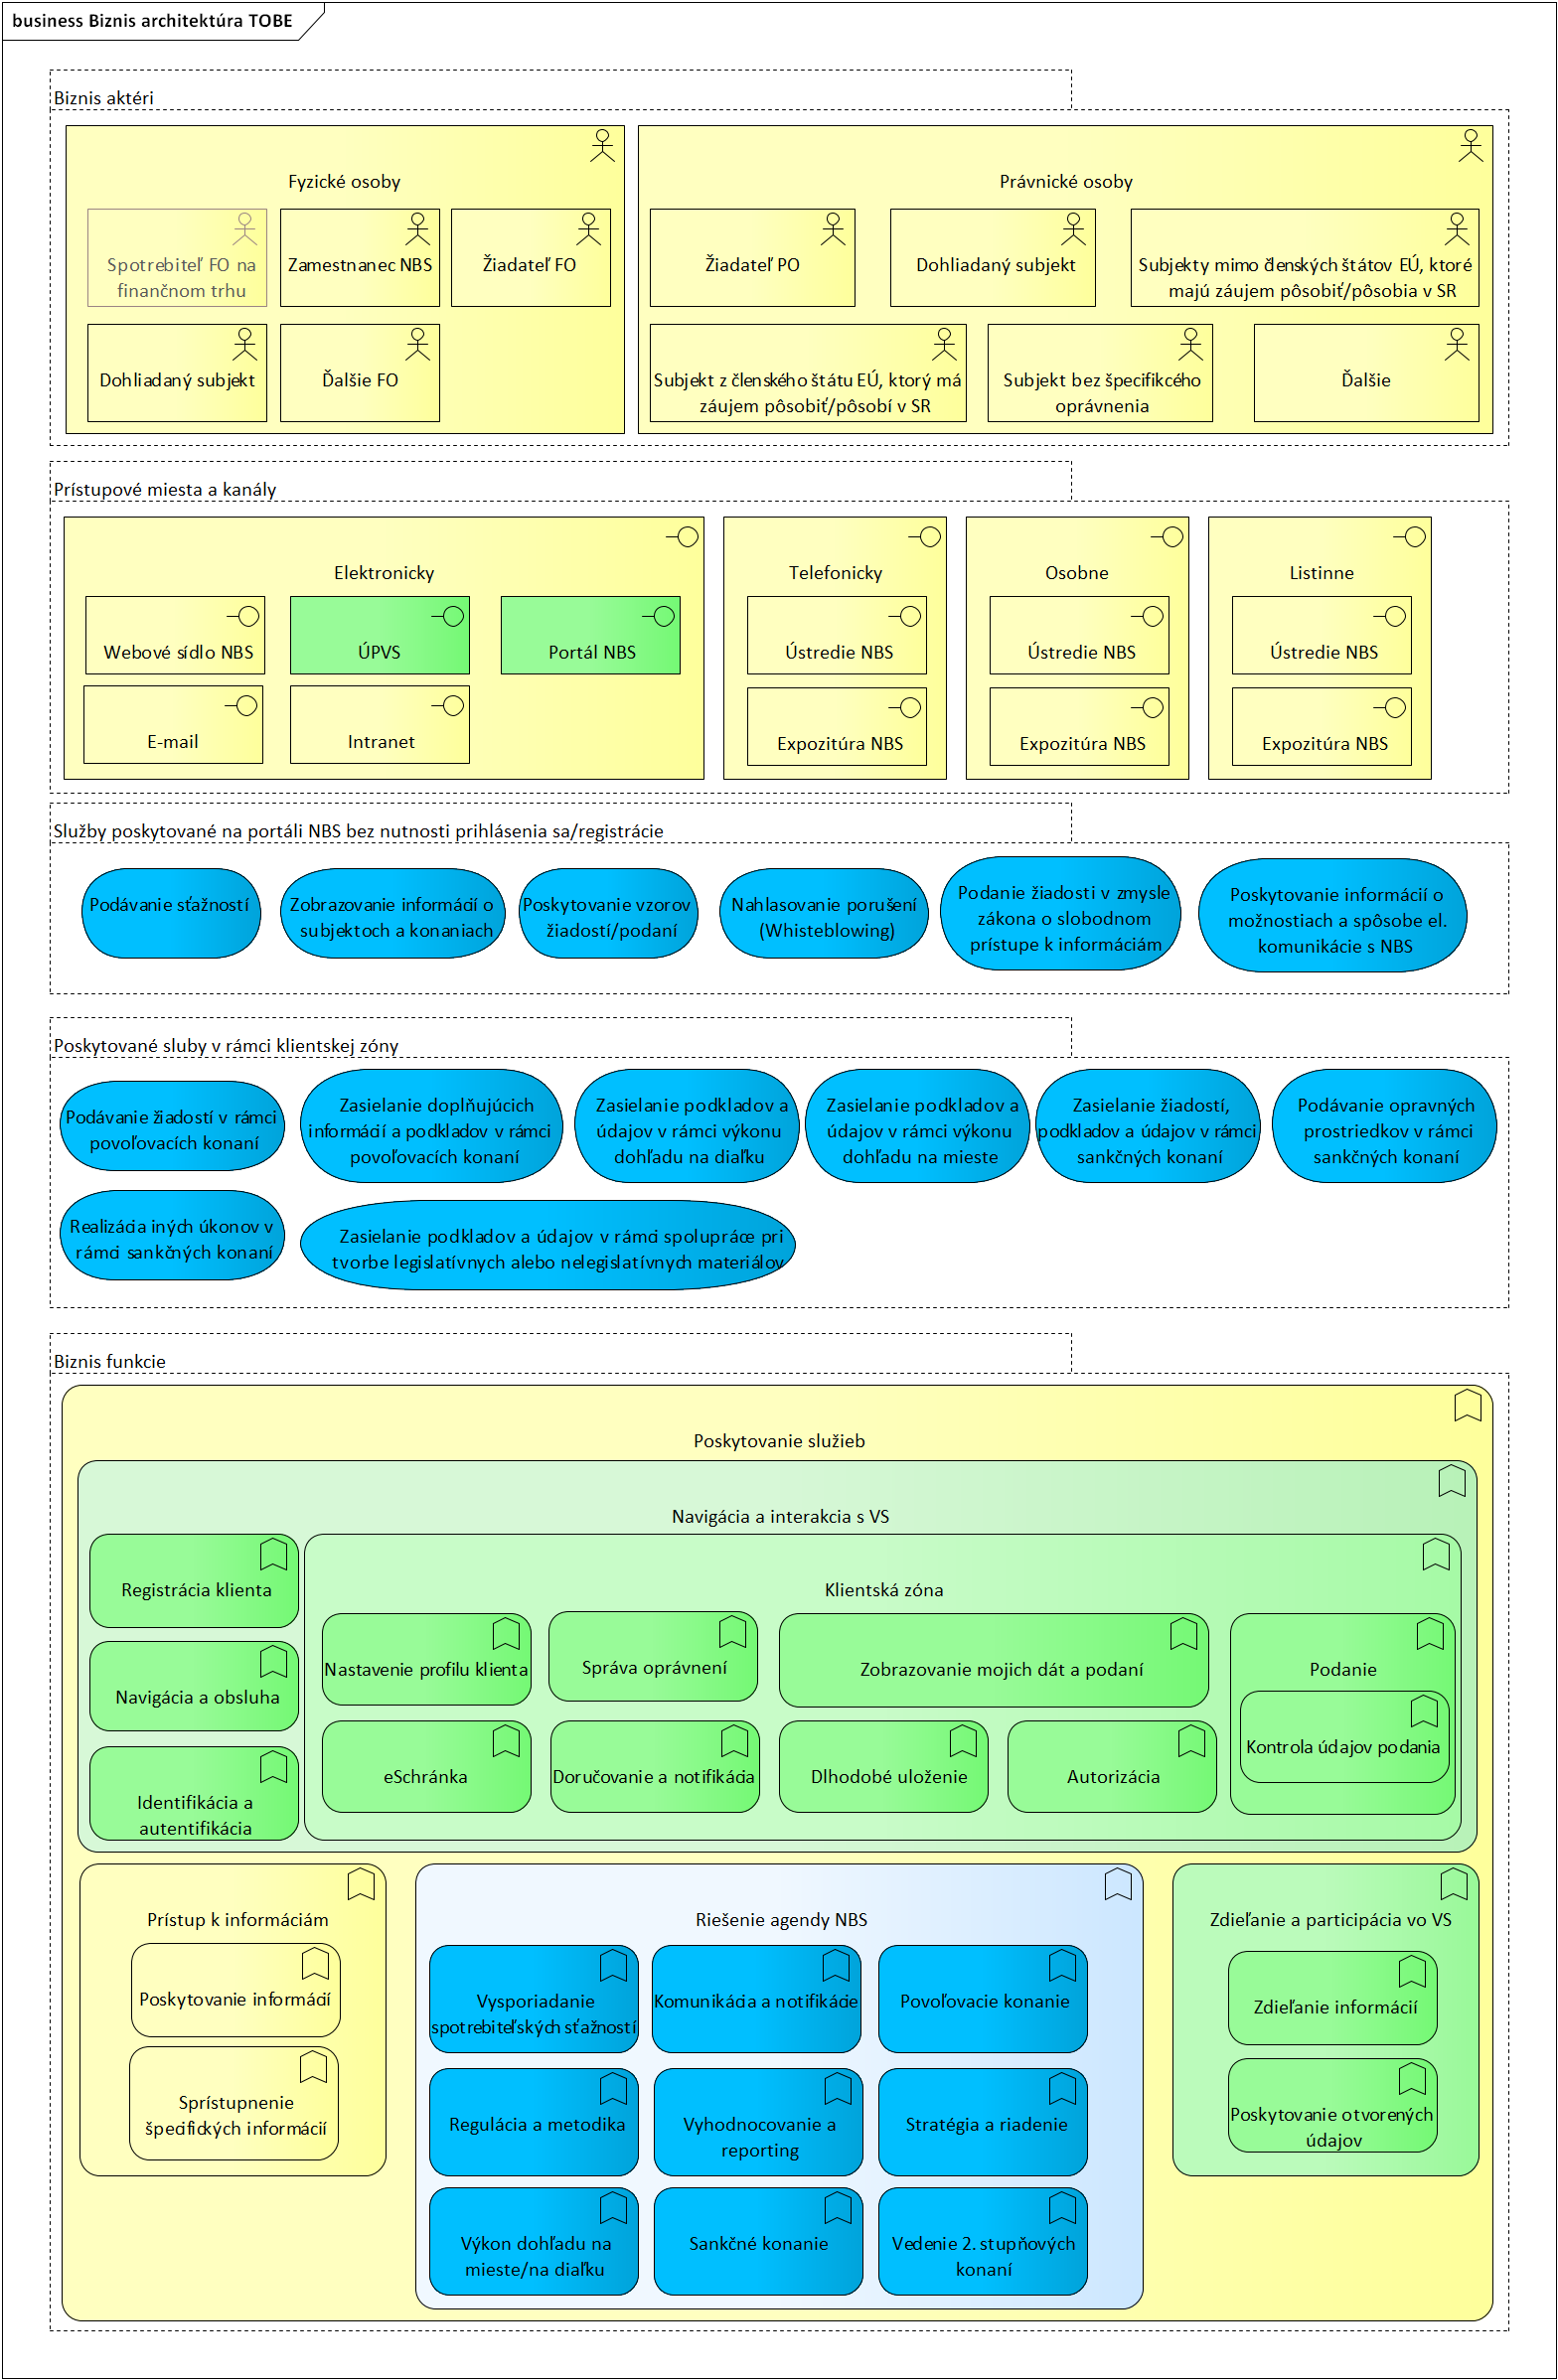 business Biznis architektúra TOBE
Biznis aktéri
Fyzické osoby
Spotrebiteľ FO na
finančnom trhu
Zamestnanec NBS
Žiadateľ FO
Dohliadaný subjekt
Ďalšie FO
Právnické osoby
Žiadateľ PO
Dohliadaný subjekt
Subjekty mimo členských štátov EÚ, ktoré
majú záujem pôsobiť/pôsobia v SR
Subjekt z členského štátu EÚ, ktorý má
záujem pôsobiť/pôsobí v SR
Subjekt bez špecifikcého
oprávnenia
Ďalšie
Prístupové miesta a kanály
Elektronicky
Webové sídlo NBS
ÚPVS
Portál NBS
E-mail
Intranet
Telefonicky
Ústredie NBS
Expozitúra NBS
Osobne
Ústredie NBS
Expozitúra NBS
Listinne
Ústredie NBS
Expozitúra NBS
Služby poskytované na portáli NBS bez nutnosti prihlásenia sa/registrácie
Podávanie sťažností
Zobrazovanie informácií o
subjektoch a konaniach
Poskytovanie vzorov
žiadostí/podaní
Nahlasovanie porušení
(Whisteblowing)
Podanie žiadosti v zmysle
zákona o slobodnom
prístupe k informáciám
Poskytovanie informácií o
možnostiach a spôsobe el.
komunikácie s NBS
Poskytované sluby v rámci klientskej zóny
Podávanie žiadostí v rámci
povoľovacích konaní
Zasielanie doplňujúcich
informácií a podkladov v rámci
povoľovacích konaní
Zasielanie podkladov a
údajov v rámci výkonu
dohľadu na diaľku
Zasielanie podkladov a
údajov v rámci výkonu
dohľadu na mieste
Zasielanie žiadostí,
podkladov a údajov v rámci
sankčných konaní
Podávanie opravných
prostriedkov v rámci
sankčných konaní
Realizácia iných úkonov v
rámci sankčných konaní
Zasielanie podkladov a údajov v rámci spolupráce pri
tvorbe legislatívnych alebo nelegislatívnych materiálov
Biznis funkcie
Poskytovanie služieb
Navigácia a interakcia s VS
Registrácia klienta
Navigácia a obsluha
Identifikácia a
autentifikácia
Klientská zóna
Nastavenie profilu klienta
Správa oprávnení
Zobrazovanie mojich dát a podaní
Podanie
Kontrola údajov podania
eSchránka
Doručovanie a notifikácia
Dlhodobé uloženie
Autorizácia
Prístup k informáciám
Poskytovanie informácií
Sprístupnenie
špecifických informácií
Riešenie agendy NBS
Vysporiadanie
spotrebiteľských sťažností
Komunikácia a notifikácie
Povoľovacie konanie
Regulácia a metodika
Vyhodnocovanie a
reporting
Stratégia a riadenie
Výkon dohľadu na
mieste/na diaľku
Sankčné konanie
Vedenie 2. stupňových
konaní
Zdieľanie a participácia vo VS
Zdieľanie informácií
Poskytovanie otvorených
údajov